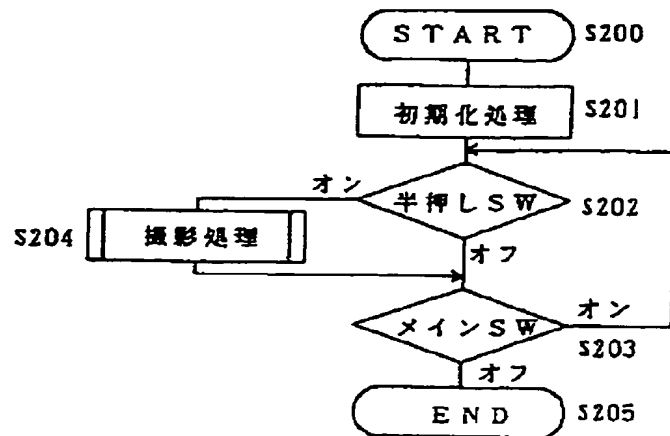 START S200
初期化処理 S201
オン
半押しSW S202
S204 撮影処理
オフ
メインSW オン
S203
オフ
END S205